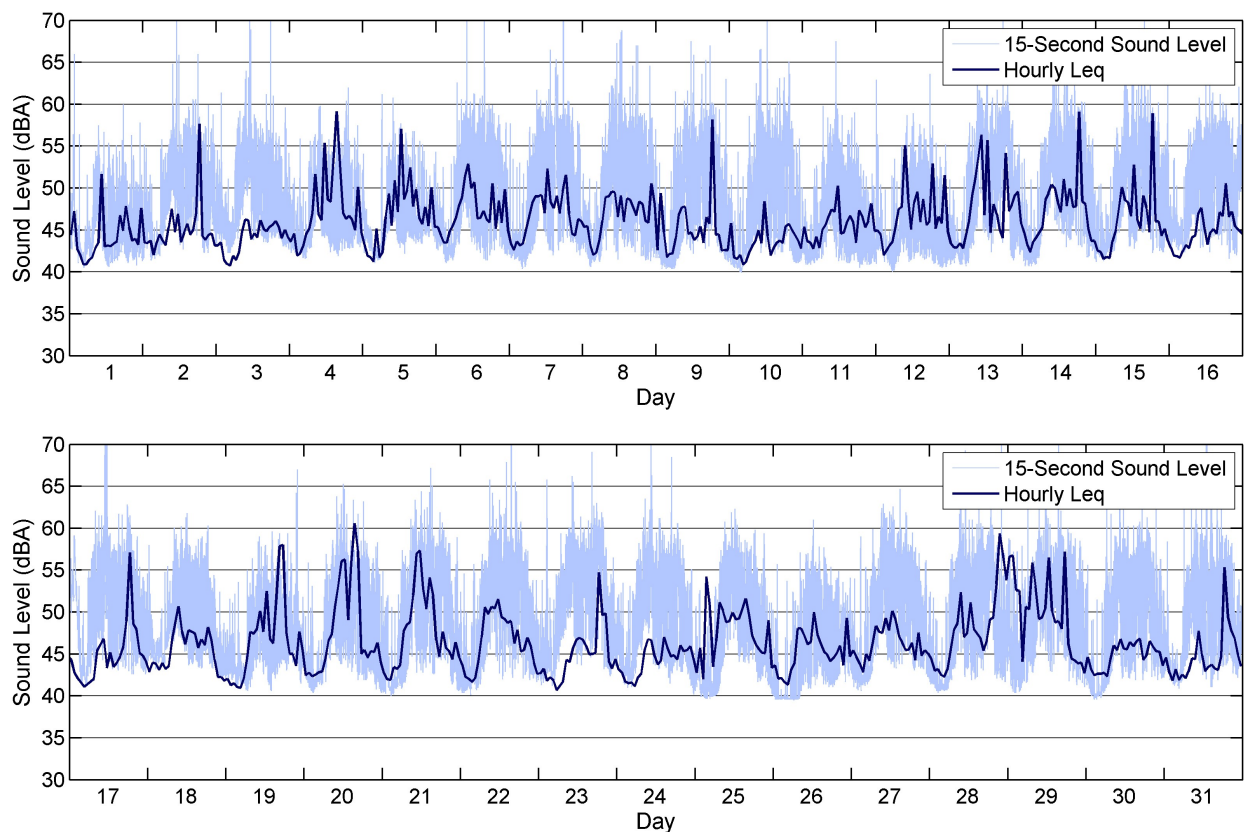 70
65
60
55
50
45
40
35
30
Sound Level (dBA)
15-Second Sound Level
Hourly Leq
1 2 3 4 5 6 7 8 9 10 11 12 13 14 15 16
Day
70
65
60
55
50
45
40
35
30
Sound Level (dBA)
15-Second Sound Level
Hourly Leq
17 18 19 20 21 22 23 24 25 26 27 28 29 30 31
Day